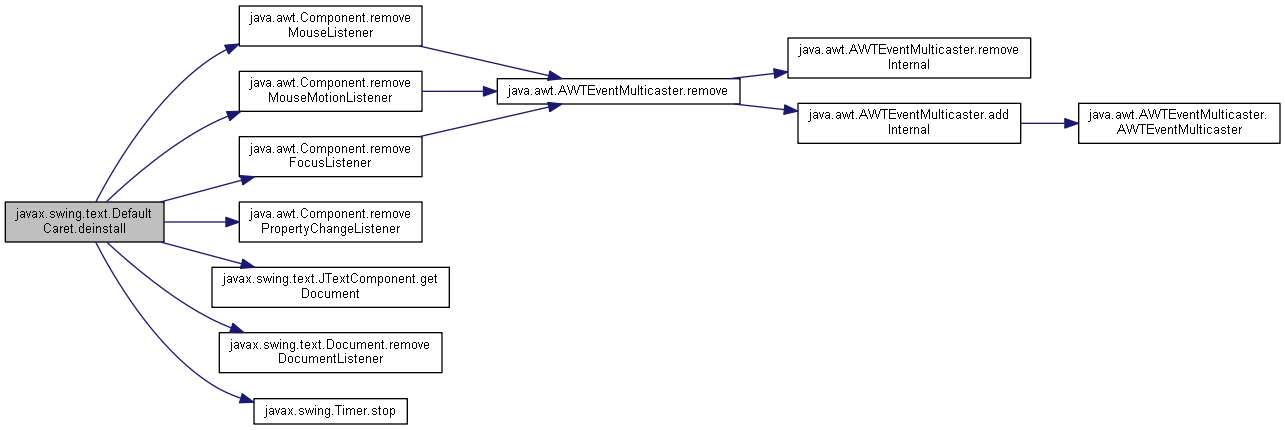 java.awt.Component.remove
MouseListener
java.awt.AWTEventMulticaster.remove
Internal
java.awt.Component.remove
MouseMotionListener
java.awt.AWTEventMulticaster.remove
java.awt.AWTEventMulticaster.add
Internal
java.awt.AWTEventMulticaster.
AWTEventMulticaster
java.awt.Component.remove
FocusListener
javax.swing.text.Default
Caret.deinstall
java.awt.Component.remove
PropertyChangeListener
javax.swing.text.JTextComponent.get
Document
javax.swing.text.Document.remove
DocumentListener
javax.swing.Timer.stop